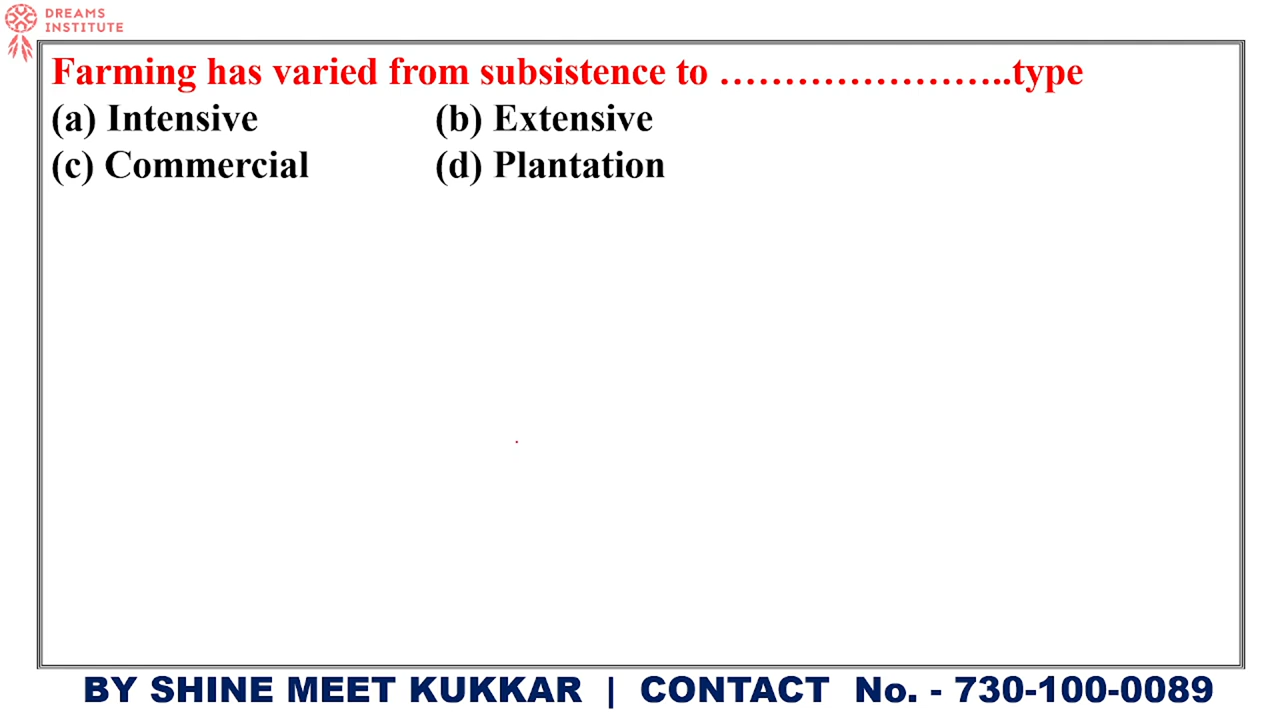 DREAMS
INSTITUTE
Farming has varied from subsistence to ……………………..type
(a) Intensive (b) Extensive
(c) Commercial (d) Plantation
BY SHINE MEET KUKKAR | CONTACT No. - 730-100-0089